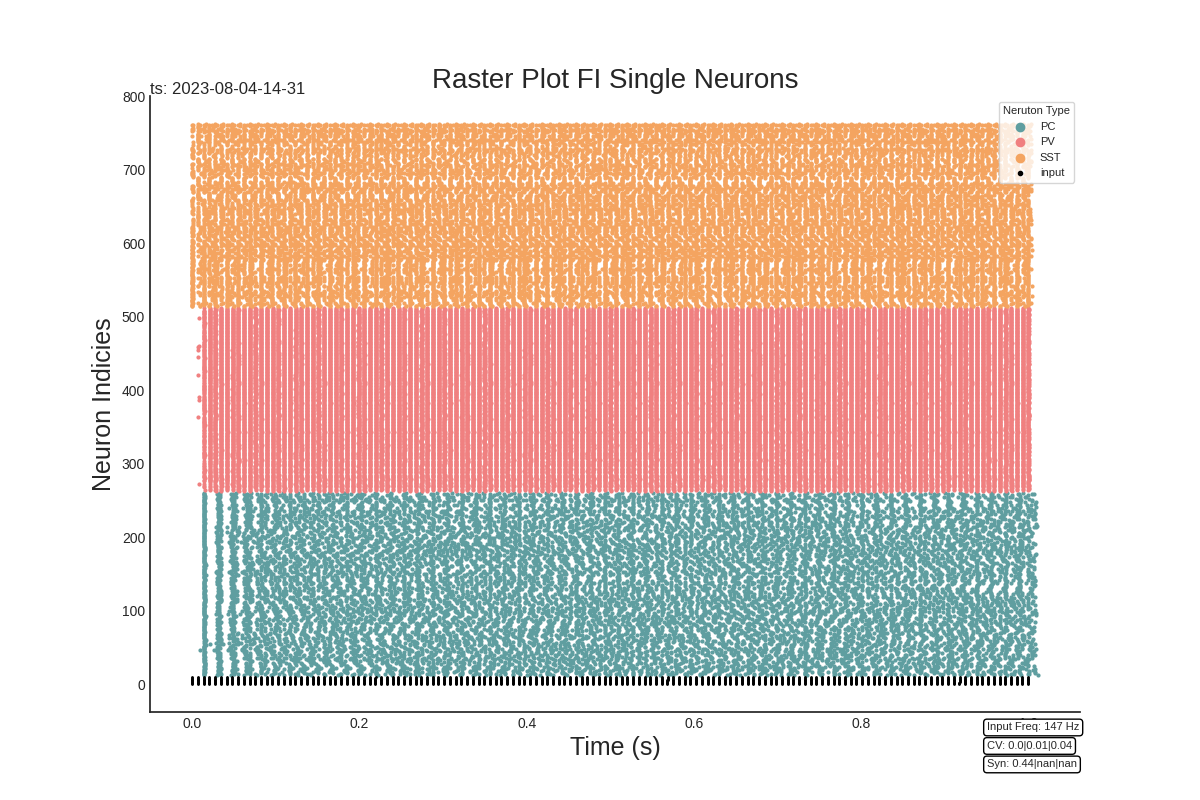 Raster Plot FI Single Neurons
ts: 2023-08-04-14-31
Neruton Type
PC
PV
SST
input
800
700
600
500
400
300
200
100
0
Neuron Indicies
0.0 0.2 0.4 0.6 0.8
Time (s)
Input Freq: 147 Hz
CV: 0.0|0.01|0.04
Syn: 0.44|nan|nan